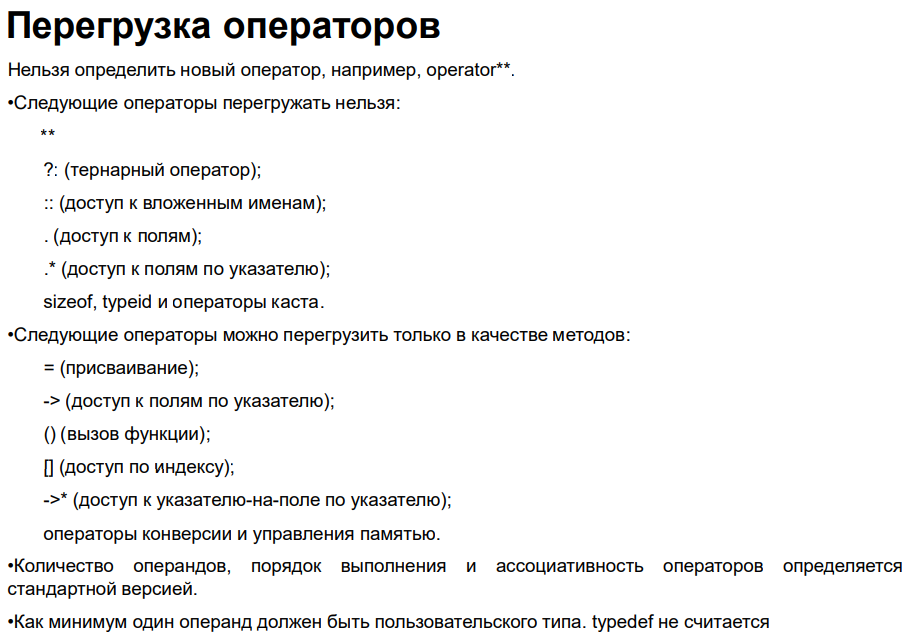 Перегрузка операторов
Нельзя определить новый оператор, например, operator**.
•Следующие операторы перегружать нельзя:
**
?: (тернарный оператор);
:: (доступ к вложенным именам);
. (доступ к полям);
.* (доступ к полям по указателю);
sizeof, typeid и операторы каста.
•Следующие операторы можно перегрузить только в качестве методов:
= (присваивание);
-> (доступ к полям по указателю);
() (вызов функции);
[] (доступ по индексу);
->* (доступ к указателю-на-поле по указателю);
операторы конверсии и управления памятью.
•Количество операндов, порядок выполнения и ассоциативность операторов определяется
стандартной версией.
•Как минимум один операнд должен быть пользовательского типа. typedef не считается